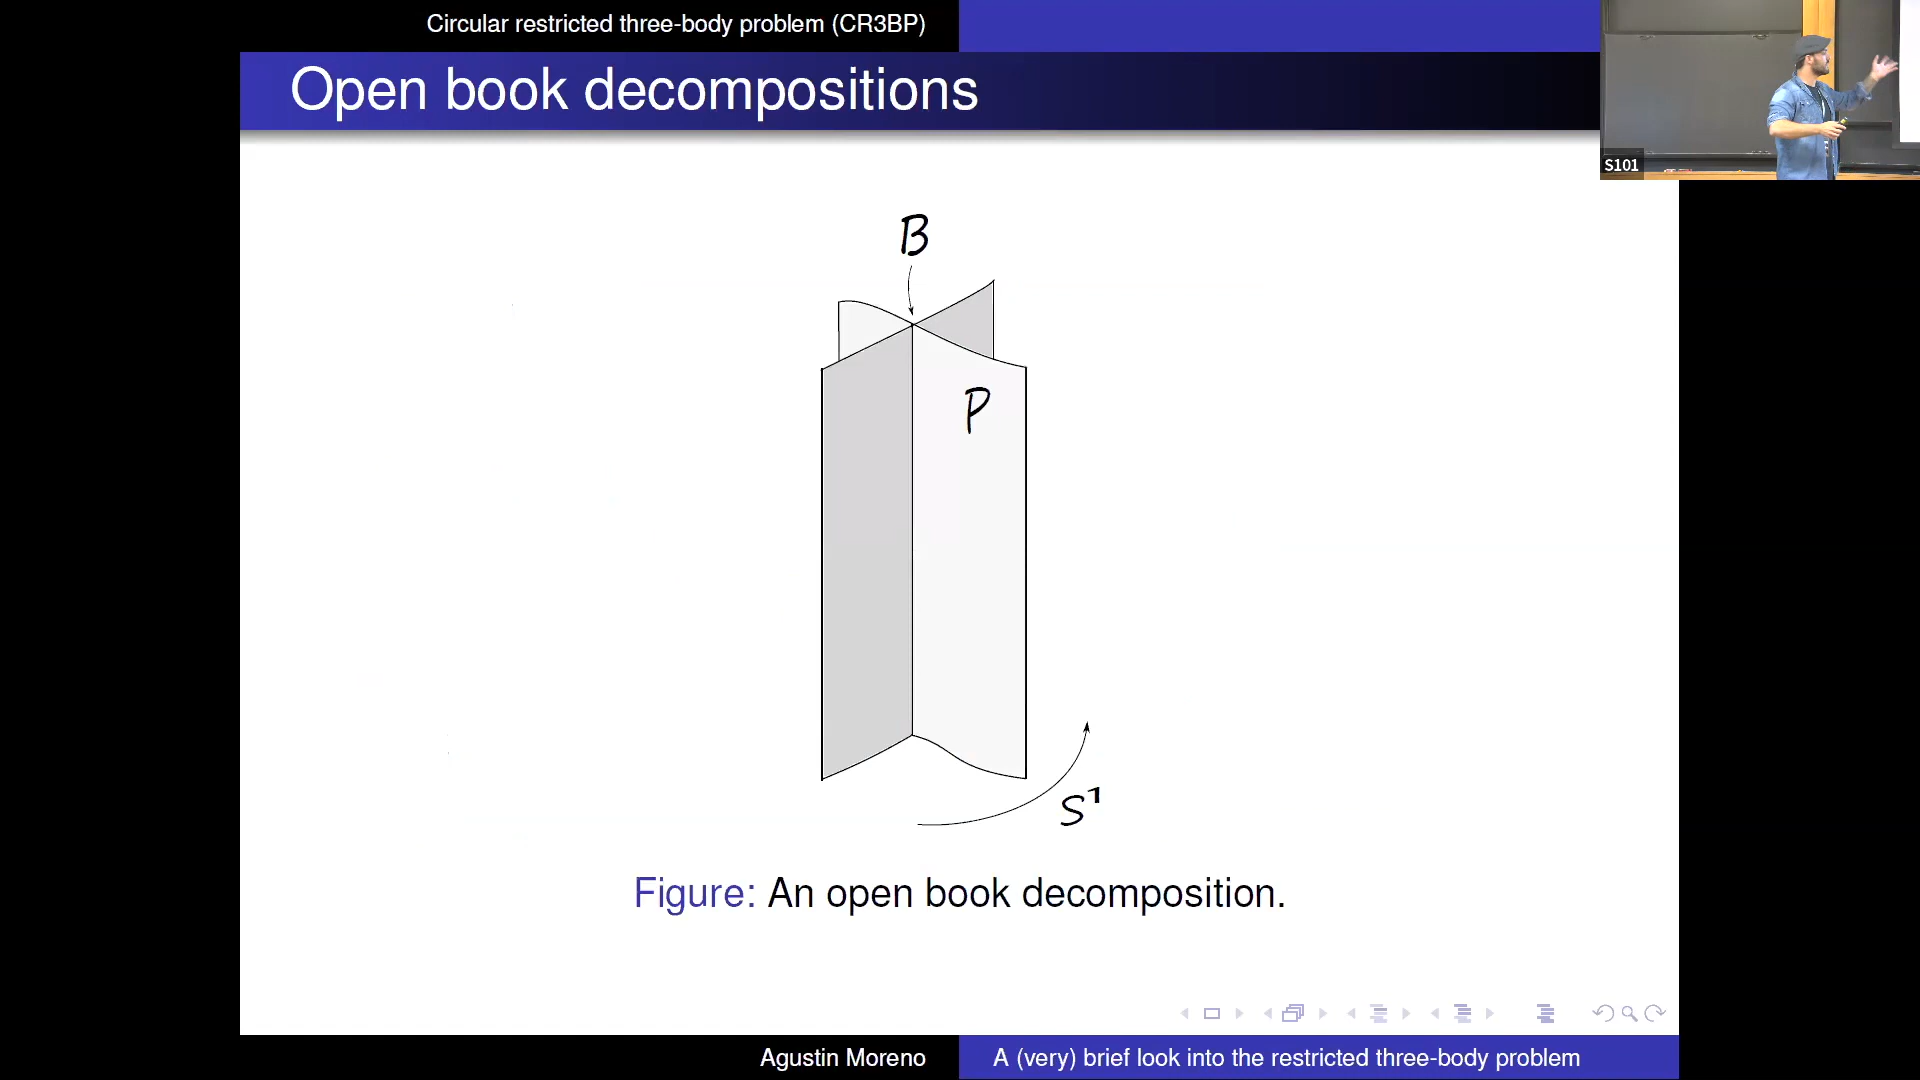 Circular restricted three-body problem (CR3BP)
Open book decompositions
S101
B
P
S¹
Figure: An open book decomposition.
Agustin Moreno
A (very) brief look into the restricted three-body problem